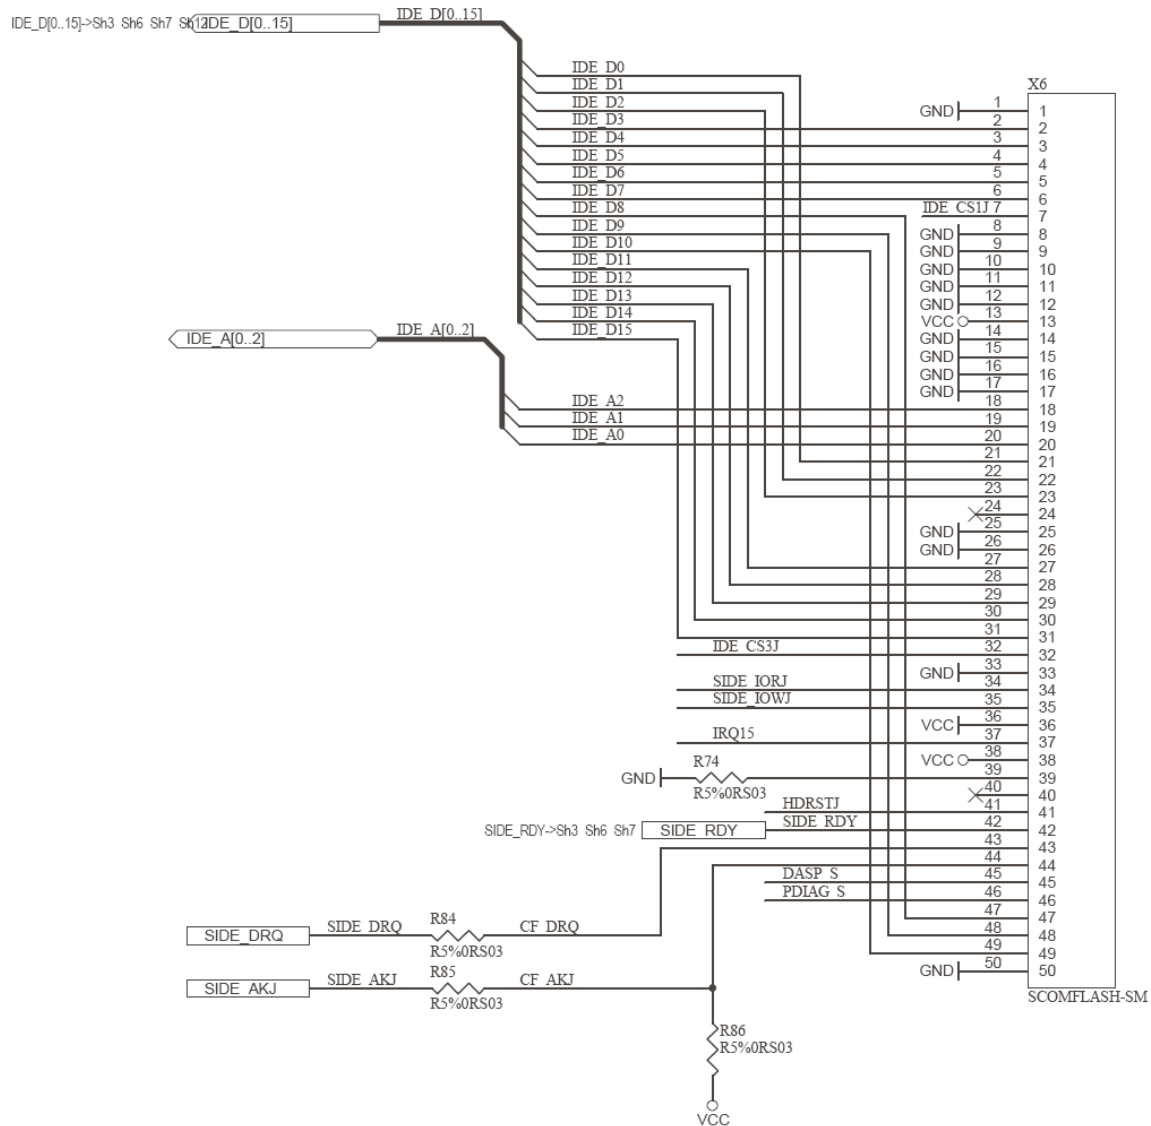 IDE_D[0..15]->Sh3 Sh6 Sh7 Sh12
IDE_D[0..15]
IDE_D[0..15]
IDE_D0
IDE_D1
IDE_D2
IDE_D3
IDE_D4
IDE_D5
IDE_D6
IDE_D7
IDE_D8
IDE_D9
IDE_D10
IDE_D11
IDE_D12
IDE_D13
IDE_D14
IDE_D15
IDE_A[0..2]
IDE_A[0..2]
IDE_A2
IDE_A1
IDE_A0
X6
GND 1 1
2 2
3 3
4 4
5 5
6 6
IDE_CS1J 7 7
GND 8 8
GND 9 9
GND 10 10
GND 11 11
GND 12 12
VCC 13 13
GND 14 14
GND 15 15
GND 16 16
GND 17 17
18 18
19 19
20 20
21 21
22 22
23 23
24 24
GND 25 25
GND 26 26
27 27
28 28
29 29
30 30
31 31
IDE_CS3J 32 32
GND 33 33
SIDE_IORJ 34 34
SIDE_IOWJ 35 35
VCC 36 36
IRQ15 37 37
VCC 38 38
R74
GND 39 39
R5%0RS03
40 40
HDRSTJ 41 41
SIDE_RDY->Sh3 Sh6 Sh7 SIDE_RDY SIDE_RDY 42 42
43 43
44 44
DASP_S 45 45
PDIAG_S 46 46
47 47
48 48
49 49
GND 50 50
SCOMFLASH-SM
R84
SIDE_DRQ SIDE_DRQ CF_DRQ
R5%0RS03
R85
SIDE_AKJ SIDE_AKJ CF_AKJ
R5%0RS03
R86
R5%0RS03
VCC